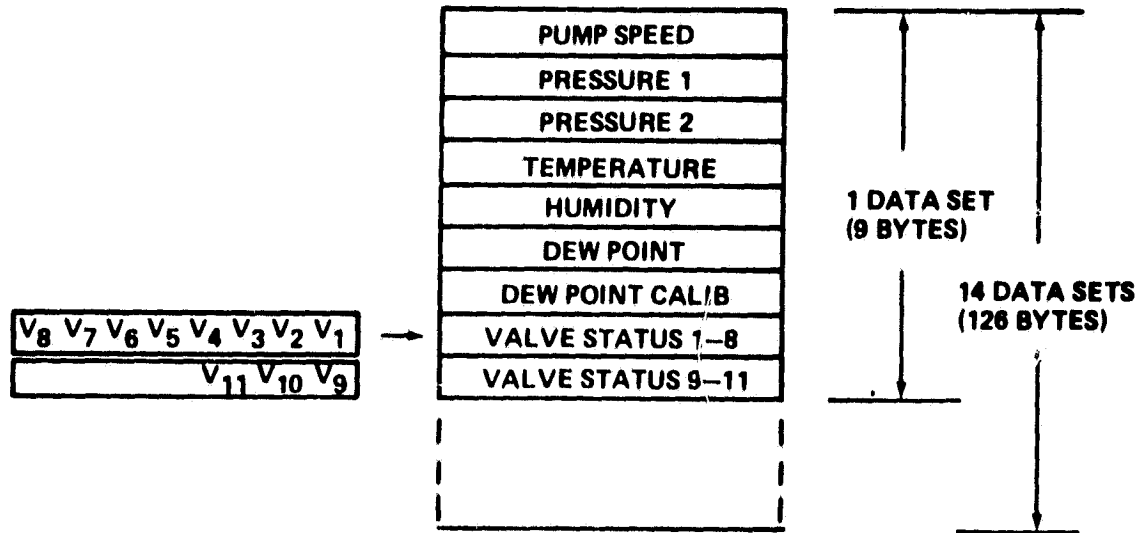 PUMP SPEED
PRESSURE 1
PRESSURE 2
TEMPERATURE
HUMIDITY
DEW POINT
DEW POINT CALIB
VALVE STATUS 1–8
VALVE STATUS 9–11
V8 V7 V6 V5 V4 V3 V2 V1
V11 V10 V9
1 DATA SET
(9 BYTES)
14 DATA SETS
(126 BYTES)